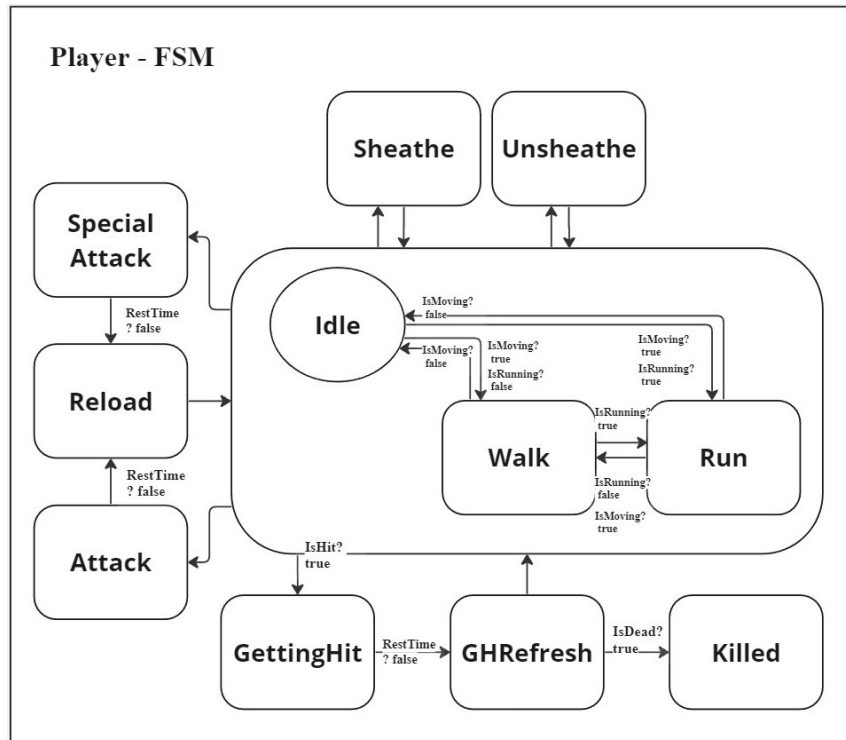 Player - FSM
Sheathe
Unsheathe
Special
Attack
RestTime
? false
Reload
RestTime
? false
Attack
Idle
IsMoving?
false
IsMoving?
false
IsMoving?
true
IsRunning?
false
IsMoving?
true
IsRunning?
true
Walk
IsRunning?
true
IsRunning?
false
IsMoving?
true
Run
IsHit?
true
GettingHit
RestTime
? false
GHRefresh
IsDead?
true
Killed